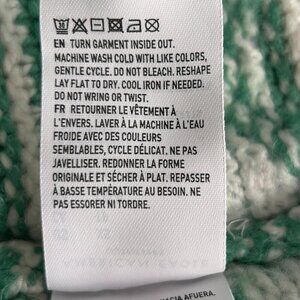 EN TURN GARMENT INSIDE OUT.
MACHINE WASH COLD WITH LIKE COLORS,
GENTLE CYCLE. DO NOT BLEACH. RESHAPE
LAY FLAT TO DRY. COOL IRON IF NEEDED.
DO NOT WRING OR TWIST.
FR RETOURNER LE VÊTEMENT À
L'ENVERS. LAVER À LA MACHINE À L'EAU
FROIDE AVEC DES COULEURS
SEMBLABLES, CYCLE DÉLICAT. NE PAS
JAVELLISER. REDONNER LA FORME
ORIGINALE ET SÉCHER À PLAT. REPASSER
À BASSE TEMPÉRATURE AU BESOIN. NE
PAS ESSORER NI TORDRE.
HACIA AFUERA.